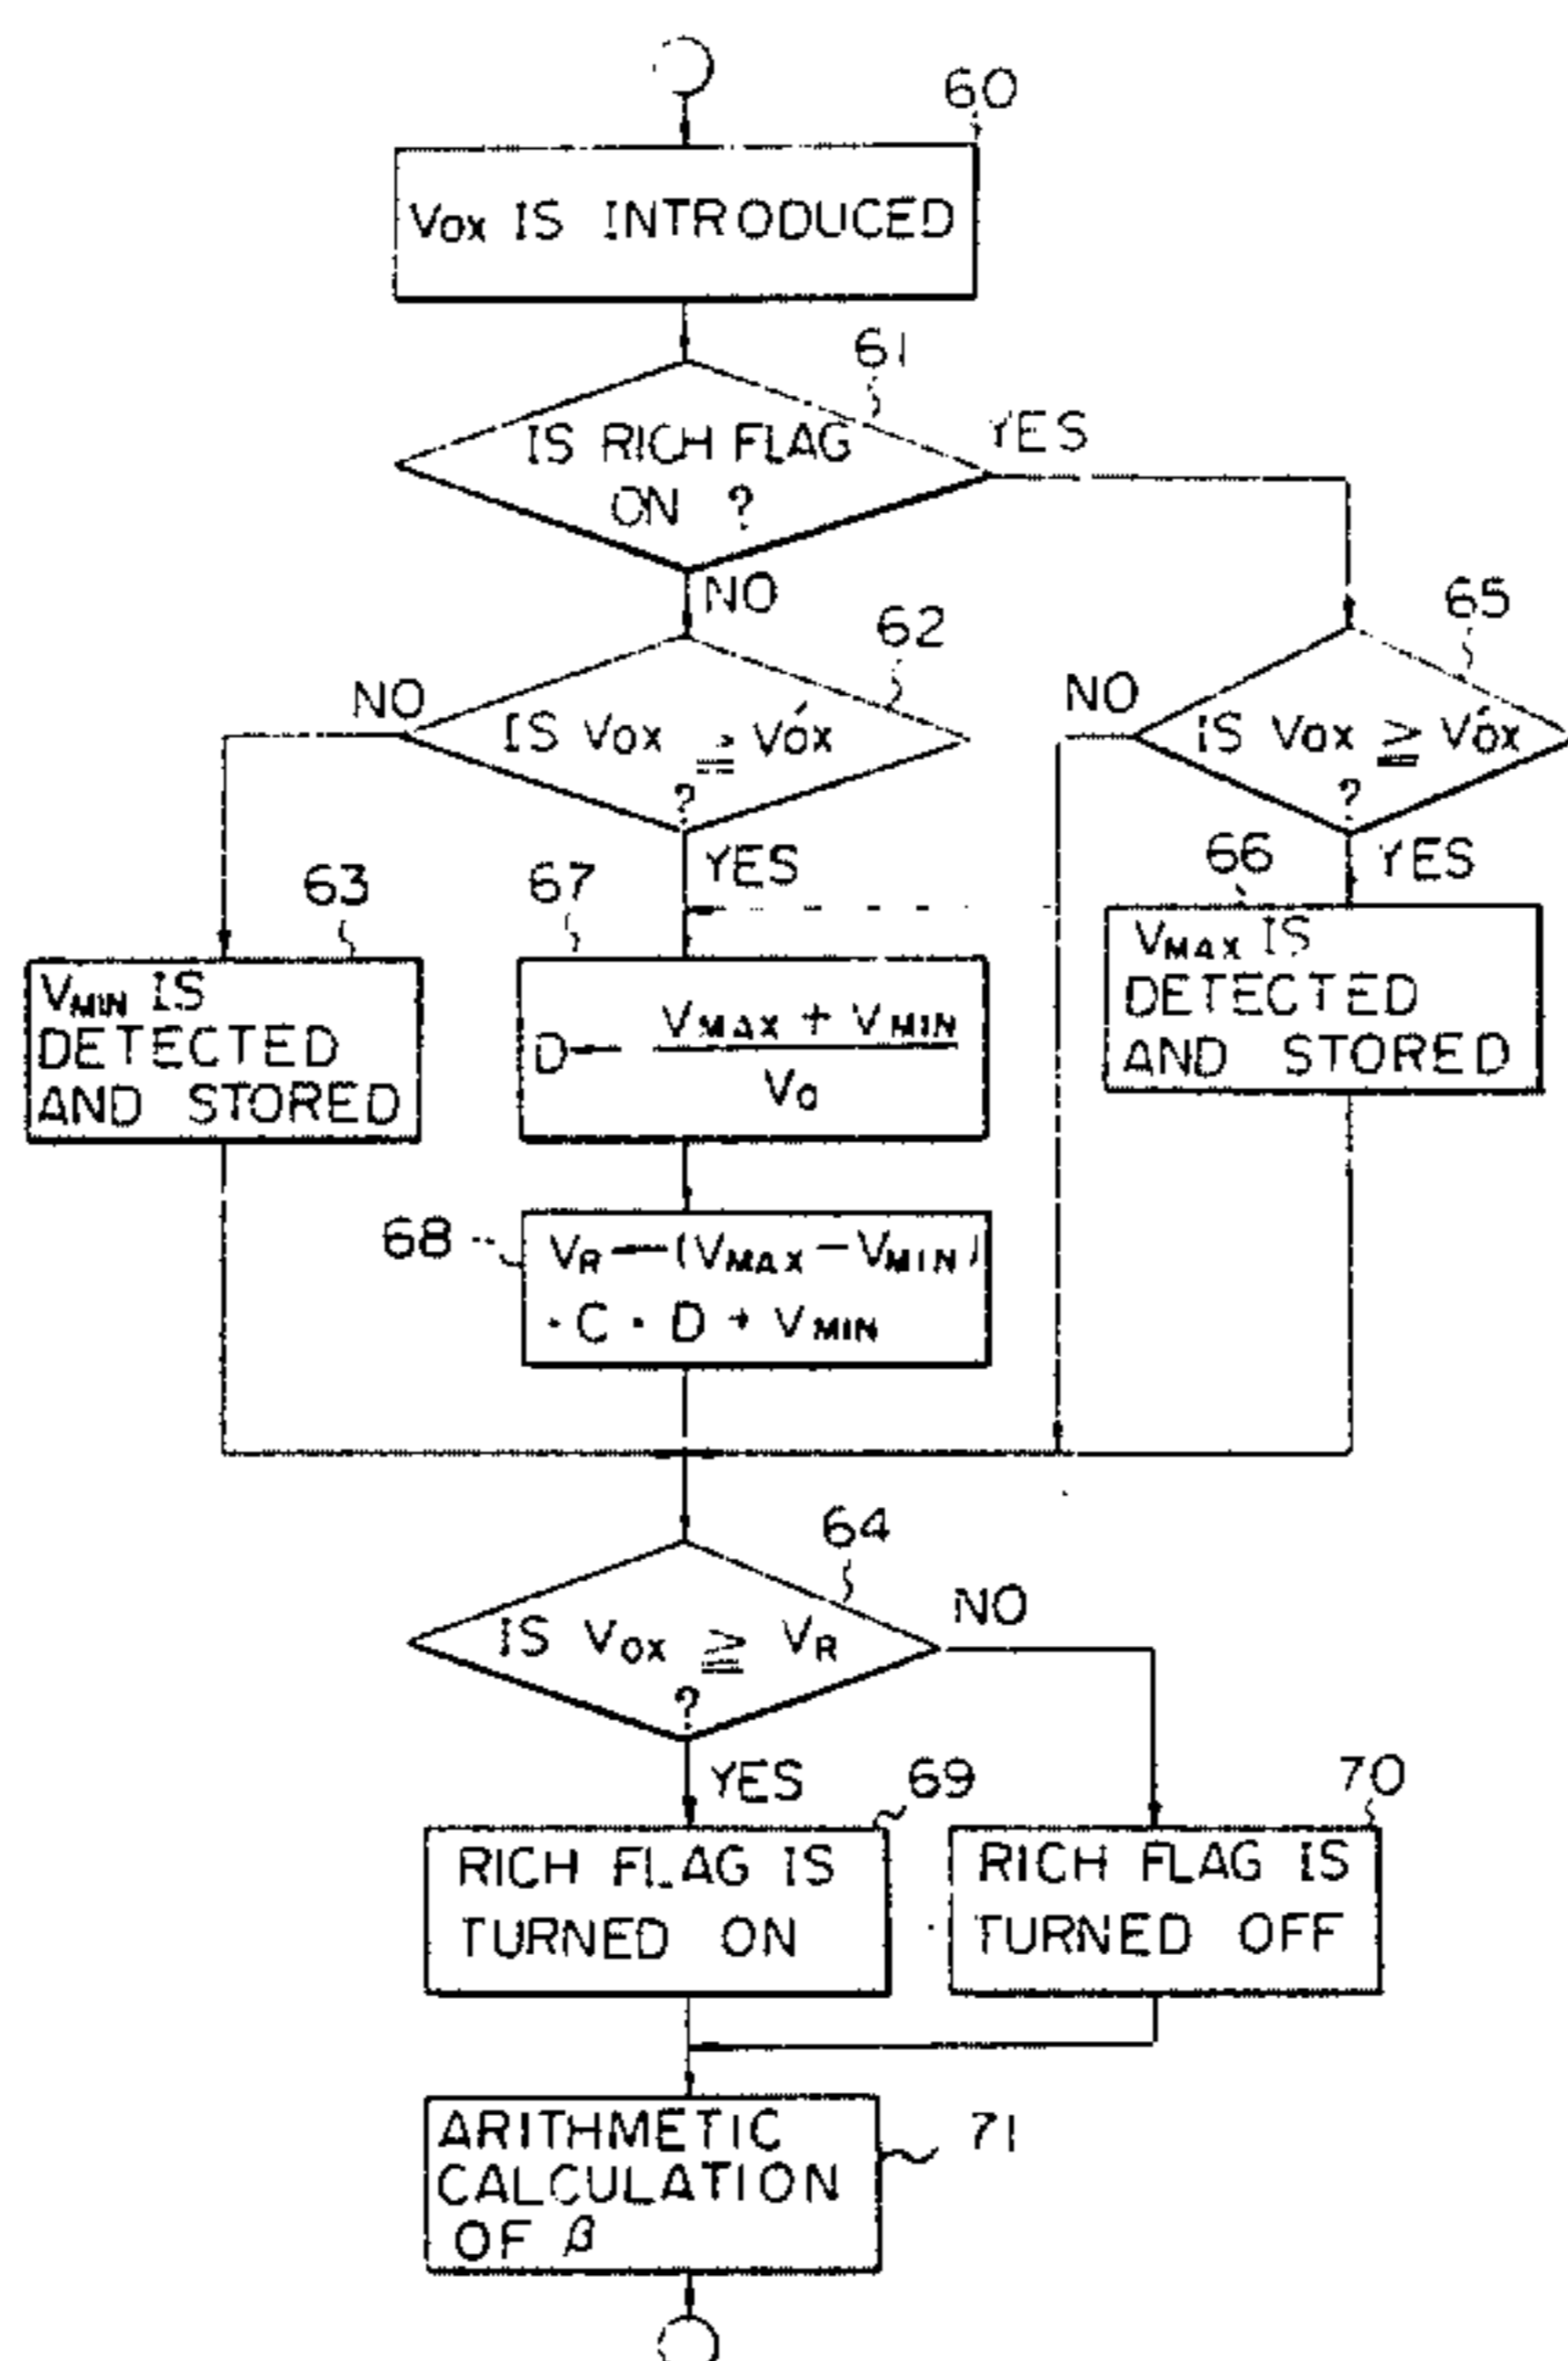 60
VOX IS INTRODUCED
61
IS RICH FLAG
ON ?
YES
NO
62
65
NO
IS VOX ≧ V'OX
?
NO
IS VOX ≧ V'OX
?
YES
YES
63
67
66
VMIN IS
DETECTED
AND STORED
D← VMAX + VMIN
V0
VMAX IS
DETECTED
AND STORED
68
VR ← (VMAX − VMIN)
· C · D + VMIN
64
IS VOX ≧ VR
?
NO
YES
69
70
RICH FLAG IS
TURNED ON
RICH FLAG IS
TURNED OFF
ARITHMETIC
CALCULATION
OF β
71